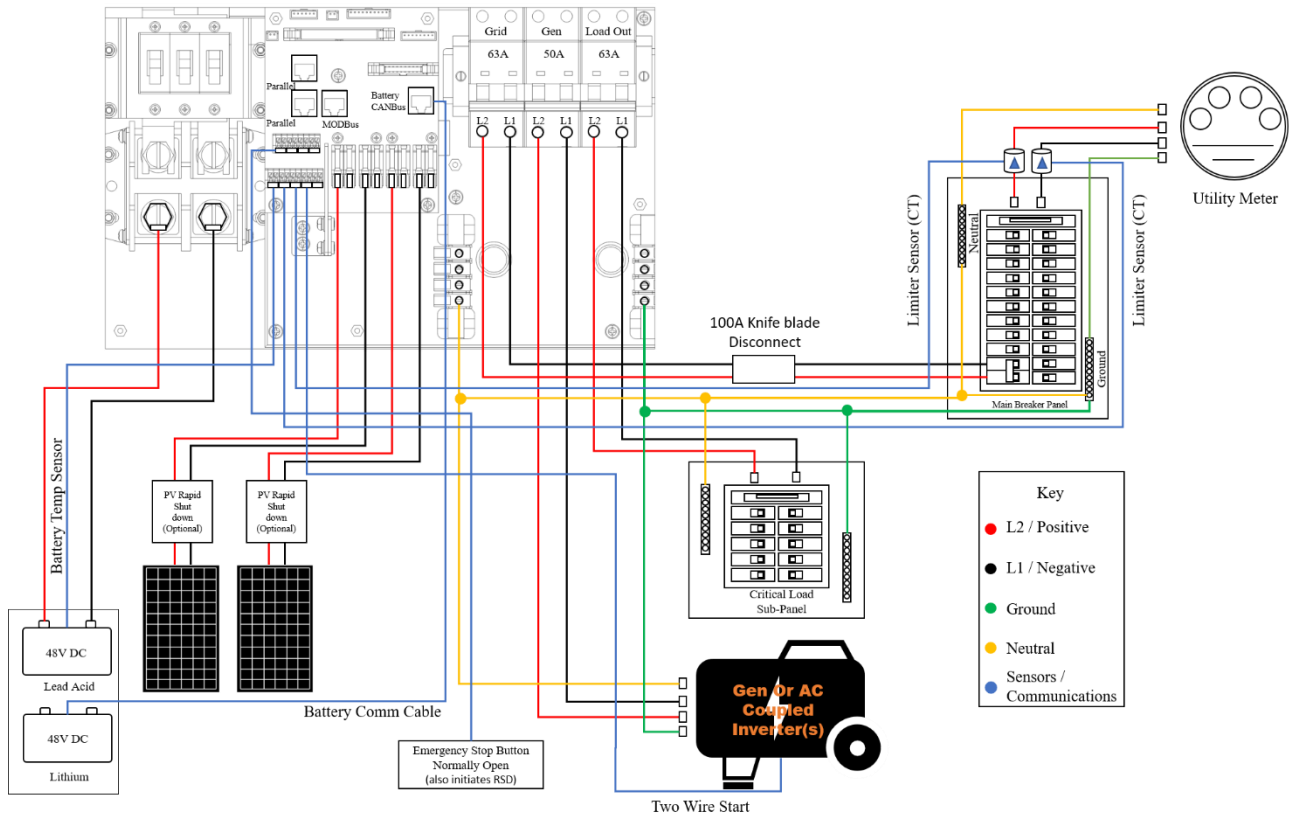 Grid
Gen
Load Out
63A
50A
63A
Parallel
Parallel
MODBus
Battery
CANBus
L2
L1
L2
L1
L2
L1
Utility Meter
Limiter Sensor (CT)
Neutral
Limiter Sensor (CT)
Ground
Main Breaker Panel
100A Knife blade
Disconnect
Battery Temp Sensor
PV Rapid
Shut
down
(Optional)
PV Rapid
Shut
down
(Optional)
Critical Load
Sub-Panel
Key
L2 / Positive
L1 / Negative
Ground
Neutral
Sensors /
Communications
48V DC
Lead Acid
48V DC
Lithium
Battery Comm Cable
Emergency Stop Button
Normally Open
(also initiates RSD)
Gen Or AC
Coupled
Inverter(s)
Two Wire Start